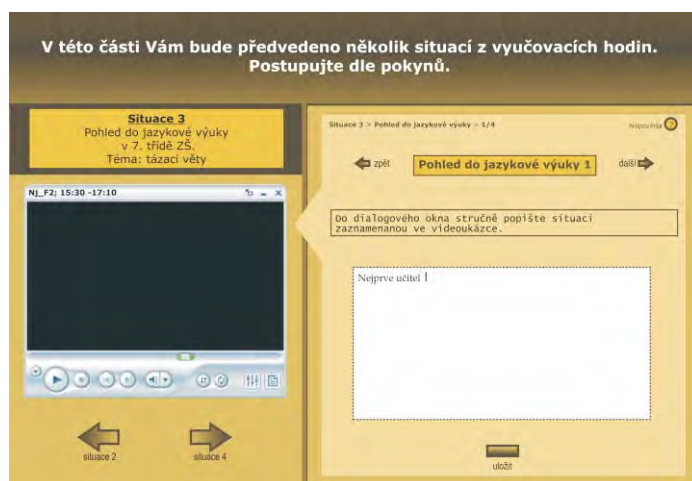 V této části Vám bude předvedeno několik situací z vyučovacích hodin.
Postupujte dle pokynů.
Situace 3
Pohled do jazykové výuky
v 7. třídě ZŠ.
Téma: tázací věty
Nj_F2; 15:30 -17:10
situace 2
situace 4
Situace 3 > Pohled do jazykové výuky > 1/4
Nápověda ?
zpět
Pohled do jazykové výuky 1
další
Do dialogového okna stručně popište situaci
zaznamenanou ve videoukázce.
Nejprve učitel
uložit